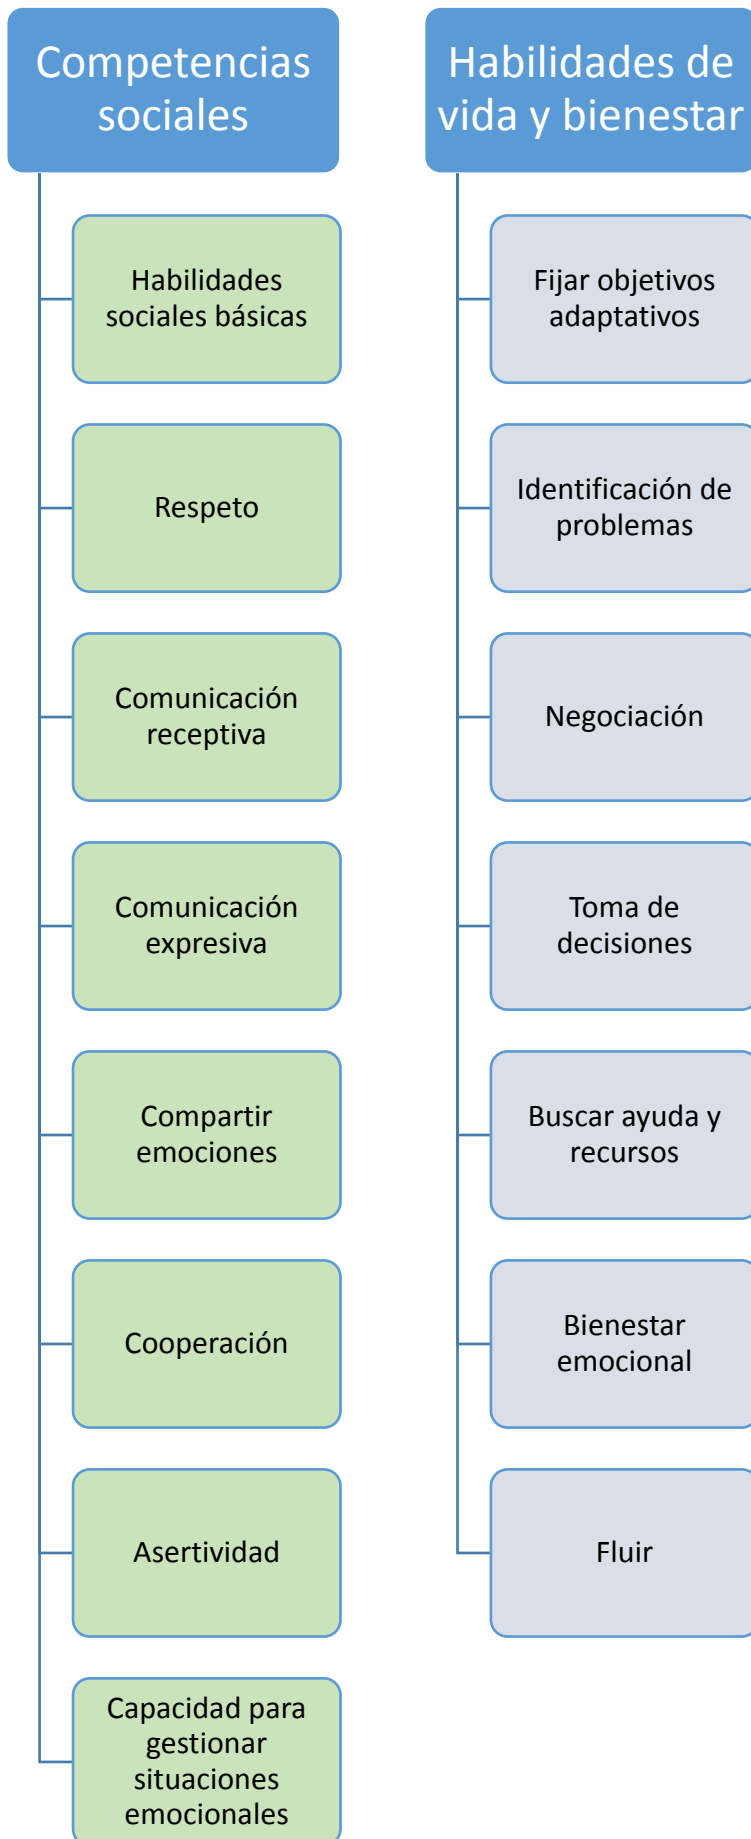 Competencias
sociales
Habilidades
sociales básicas
Respeto
Comunicación
receptiva
Comunicación
expresiva
Compartir
emociones
Cooperación
Asertividad
Capacidad para
gestionar
situaciones
emocionales
Habilidades de
vida y bienestar
Fijar objetivos
adaptativos
Identificación de
problemas
Negociación
Toma de
decisiones
Buscar ayuda y
recursos
Bienestar
emocional
Fluir